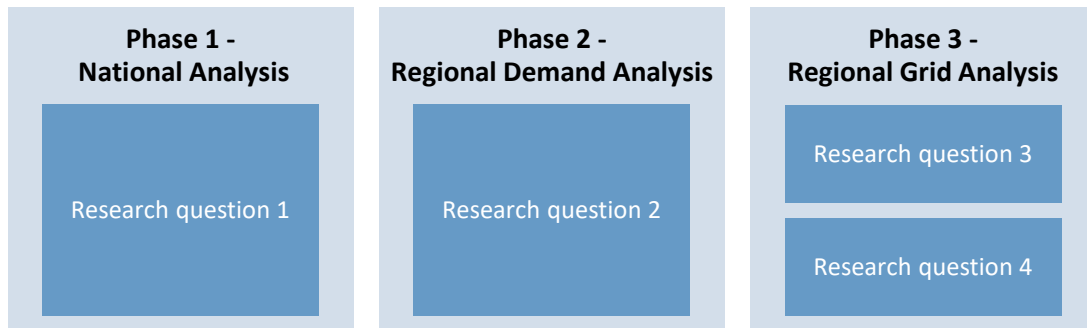 Phase 1 -
National Analysis
Research question 1
Phase 2 -
Regional Demand Analysis
Research question 2
Phase 3 -
Regional Grid Analysis
Research question 3
Research question 4